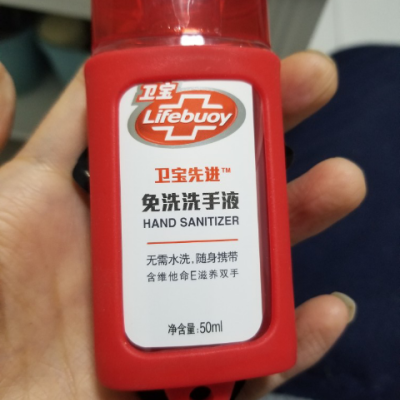 卫宝
Lifebuoy
卫宝先进™
免洗洗手液
HAND SANITIZER
无需水洗,随身携带
含维他命E滋养双手
净含量:50ml